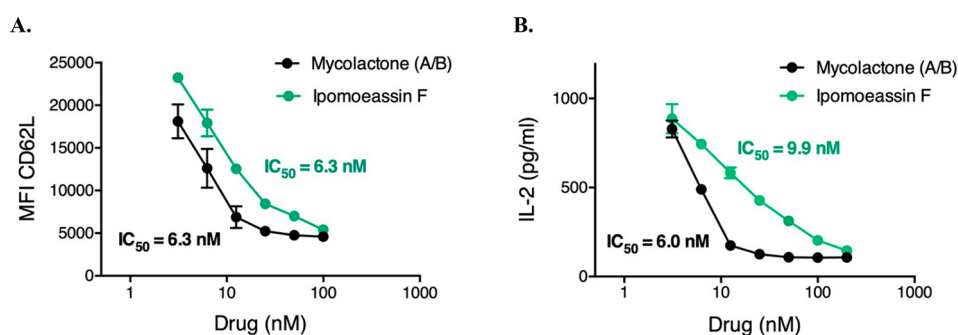 A.
B.
Mycolactone (A/B)
Ipomoeassin F
25000
20000
15000
10000
5000
0
MFI CD62L
IC50 = 6.3 nM
IC50 = 6.3 nM
1
10
100
1000
Drug (nM)
Mycolactone (A/B)
Ipomoeassin F
1000
500
0
IL-2 (pg/ml)
IC50 = 9.9 nM
IC50 = 6.0 nM
1
10
100
1000
Drug (nM)